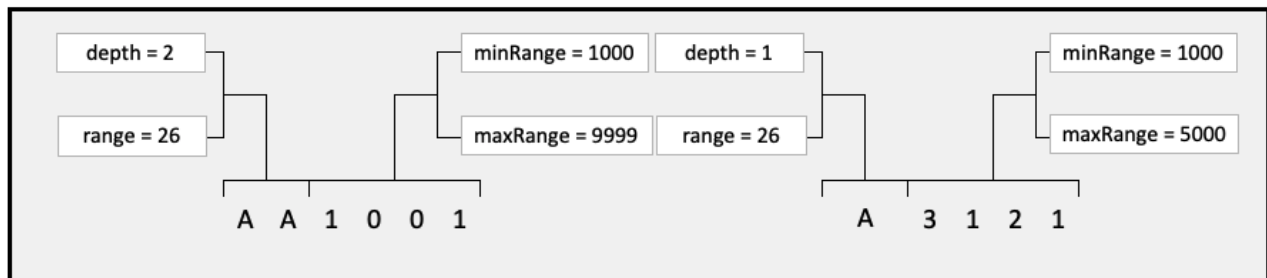 depth = 2
minRange = 1000
depth = 1
minRange = 1000
range = 26
maxRange = 9999
range = 26
maxRange = 5000
A A 1 0 0 1
A 3 1 2 1